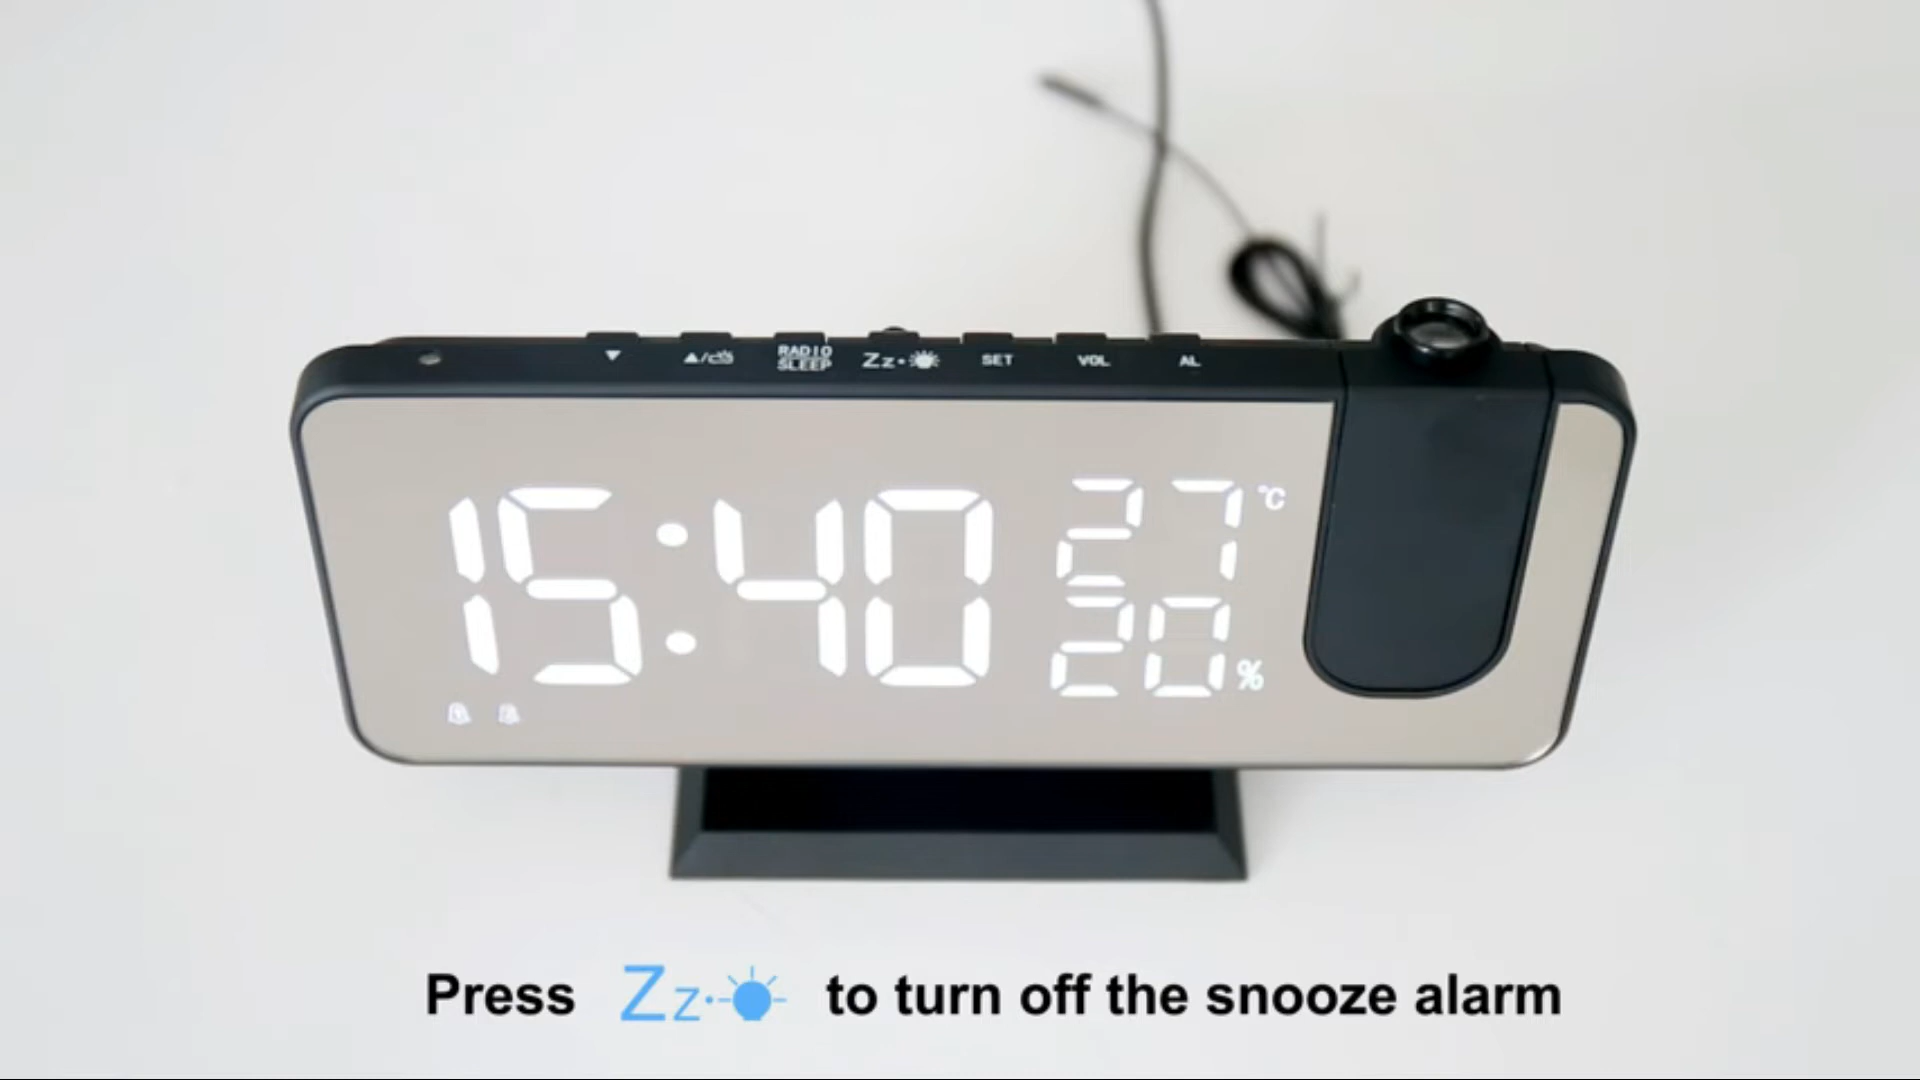 ▼ ▲/ RADIO SLEEP Zz· SET VOL AL
15:40
27 °C
20 %
Press Zz· to turn off the snooze alarm